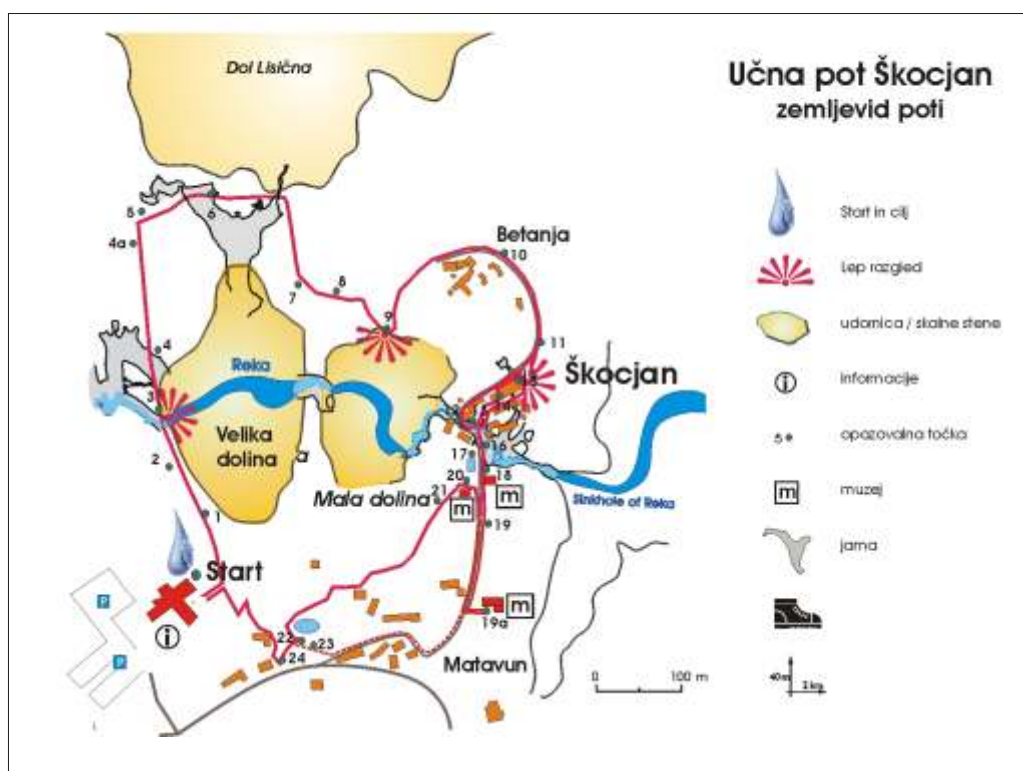 Dol Lisična
Učna pot Škocjan
zemljevid poti
Start in cilj
Lep razgled
udornica / skalne stene
i
informacije
5
opazovalna točka
m
muzej
jama
40 m
2 km
5
6
4a
Betanja
10
7
8
9
4
11
Reka
12
Škocjan
3
Velika
dolina
2
16
17
18
20
21
Mala dolina
m
m
Sinkhole of Reka
1
19
Start
P
i
P
m
19a
22
23
24
Matavun
0
100 m